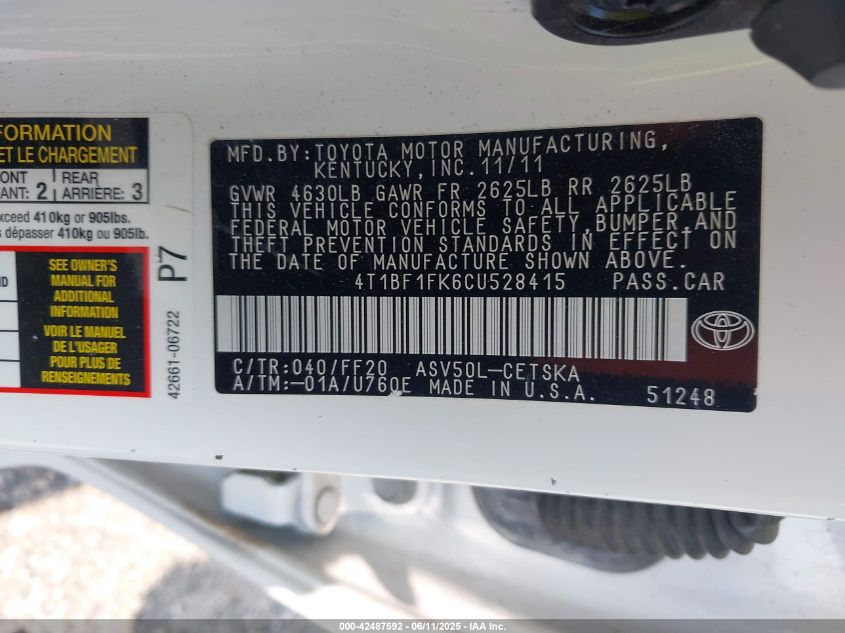 FORMATION
ET LE CHARGEMENT
ONT REAR
ANT: 2 ARRIÈRE: 3
xceed 410kg or 905lbs.
s dépasser 410kg ou 905lb.
SEE OWNER'S
MANUAL FOR
ADDITIONAL
INFORMATION
VOIR LE MANUEL
DE L'USAGER
POUR PLUS DE
RENSEIGNEMENTS
ND
P7
42661-06722
MFD.BY:TOYOTA MOTOR MANUFACTURING,
KENTUCKY, INC.11/11
GVWR 4630LB GAWR FR 2625LB RR 2625LB
THIS VEHICLE CONFORMS TO ALL APPLICABLE
FEDERAL MOTOR VEHICLE SAFETY,BUMPER,AND
THEFT PREVENTION STANDARDS IN EFFECT ON
THE DATE OF MANUFACTURE SHOWN ABOVE.
4T1BF1FK6CU528415 PASS.CAR
C/TR:040/FF20 ASV50L-CETSKA
A/TM:-01A/U760E MADE IN U.S.A. 51248
000-42487592 - 06/11/2025 - IAA Inc.